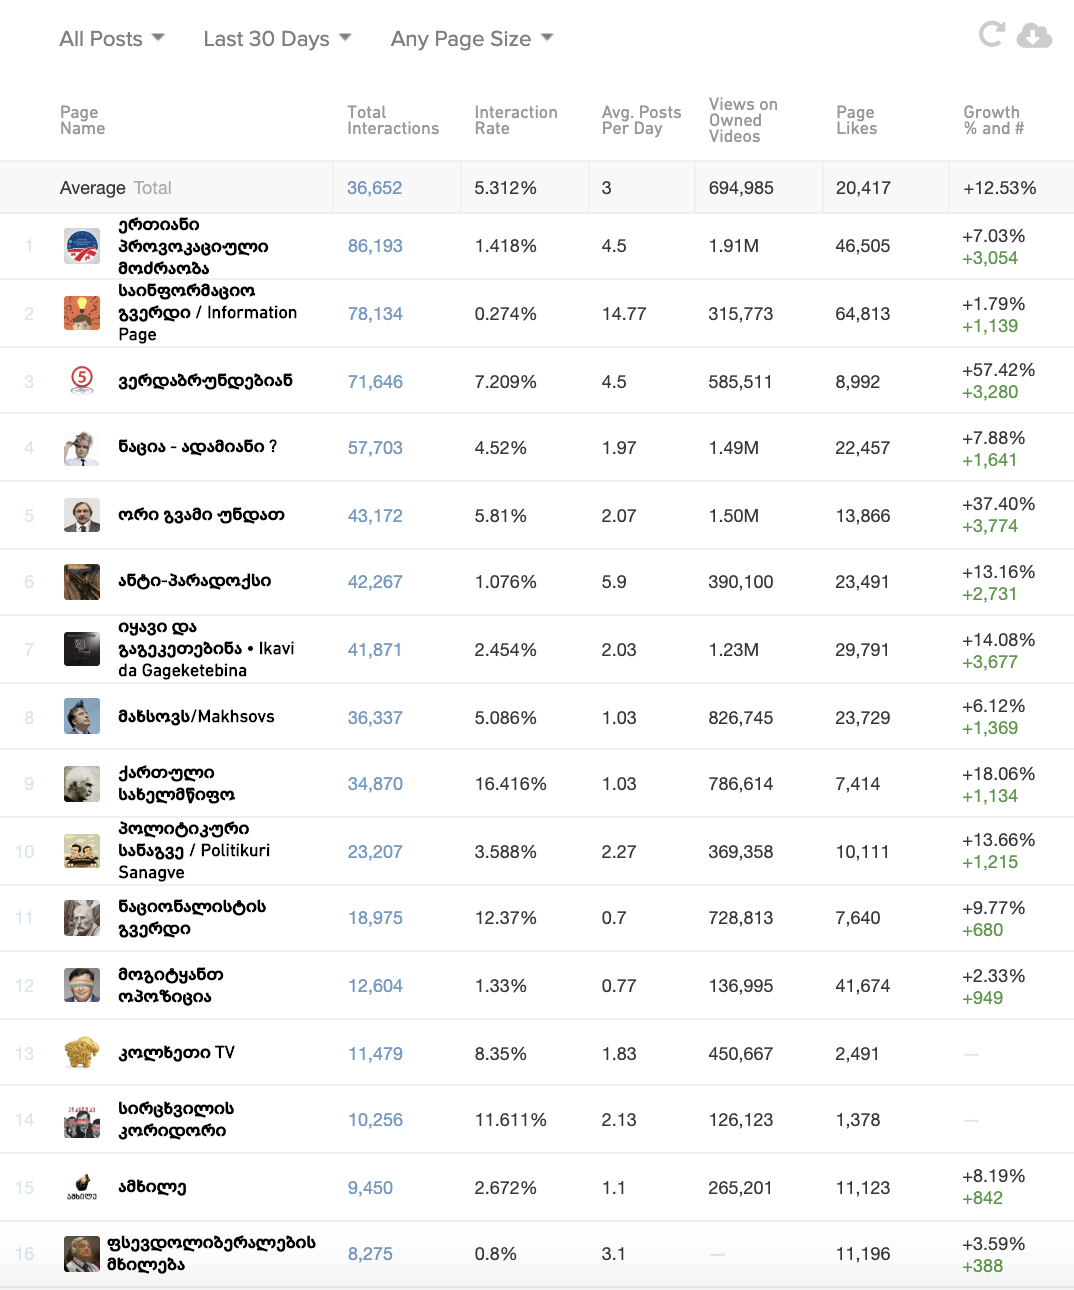 All Posts Last 30 Days Any Page Size
Page Name Total Interactions Interaction Rate Avg. Posts Per Day Views on Owned Videos Page Likes Growth % and #
Average Total 36,652 5.312% 3 694,985 20,417 +12.53%
1 ერთიანი პროვოკაციული მოძრაობა 86,193 1.418% 4.5 1.91M 46,505 +7.03% +3,054
2 საინფორმაციო გვერდი / Information Page 78,134 0.274% 14.77 315,773 64,813 +1.79% +1,139
3 ვერდაბრუნდებიან 71,646 7.209% 4.5 585,511 8,992 +57.42% +3,280
4 ნაცია - ადამიანი ? 57,703 4.52% 1.97 1.49M 22,457 +7.88% +1,641
5 ორი გვამი უნდათ 43,172 5.81% 2.07 1.50M 13,866 +37.40% +3,774
6 ანტი-პარადოქსი 42,267 1.076% 5.9 390,100 23,491 +13.16% +2,731
7 იყავი და გაგეკეთებინა • Ikavi da Gageketebina 41,871 2.454% 2.03 1.23M 29,791 +14.08% +3,677
8 მახსოვს/Makhsovs 36,337 5.086% 1.03 826,745 23,729 +6.12% +1,369
9 ქართული სახელმწიფო 34,870 16.416% 1.03 786,614 7,414 +18.06% +1,134
10 პოლიტიკური სანაგვე / Politikuri Sanagve 23,207 3.588% 2.27 369,358 10,111 +13.66% +1,215
11 ნაციონალისტის გვერდი 18,975 12.37% 0.7 728,813 7,640 +9.77% +680
12 მოგიტყანთ ოპოზიცია 12,604 1.33% 0.77 136,995 41,674 +2.33% +949
13 კოლხეთი TV 11,479 8.35% 1.83 450,667 2,491 —
14 სირცხვილის კორიდორი 10,256 11.611% 2.13 126,123 1,378 —
15 ამხილე ამხილე 9,450 2.672% 1.1 265,201 11,123 +8.19% +842
16 ფსევდოლიბერალების მხილება 8,275 0.8% 3.1 — 11,196 +3.59% +388